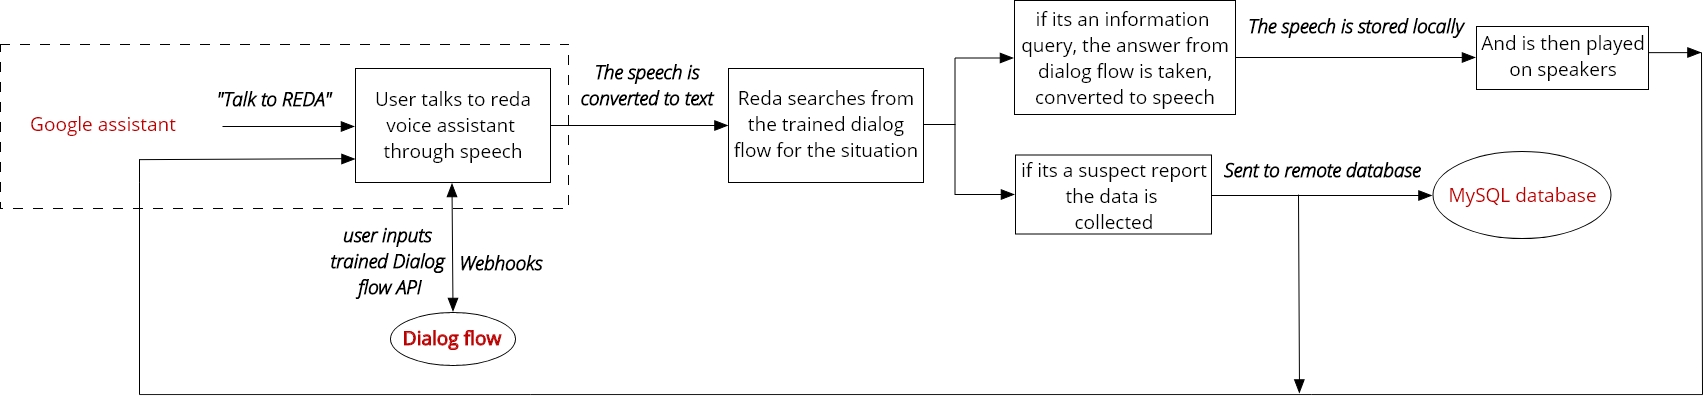 Google assistant
"Talk to REDA"
User talks to reda
voice assistant
through speech
The speech is
converted to text
Reda searches from
the trained dialog
flow for the situation
if its an information
query, the answer from
dialog flow is taken,
converted to speech
The speech is stored locally
And is then played
on speakers
if its a suspect report
the data is
collected
Sent to remote database
MySQL database
user inputs
trained Dialog
flow API
Webhooks
Dialog flow